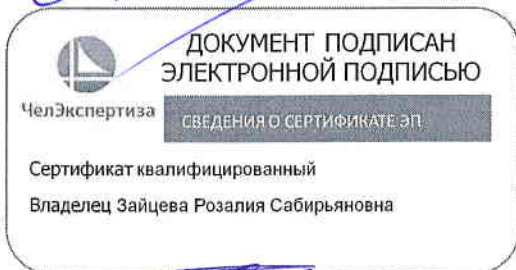 ДОКУМЕНТ ПОДПИСАН
ЭЛЕКТРОННОЙ ПОДПИСЬЮ
ЧелЭкспертиза
СВЕДЕНИЯ О СЕРТИФИКАТЕ ЭП
Сертификат квалифицированный
Владелец Зайцева Розалия Сабирьяновна